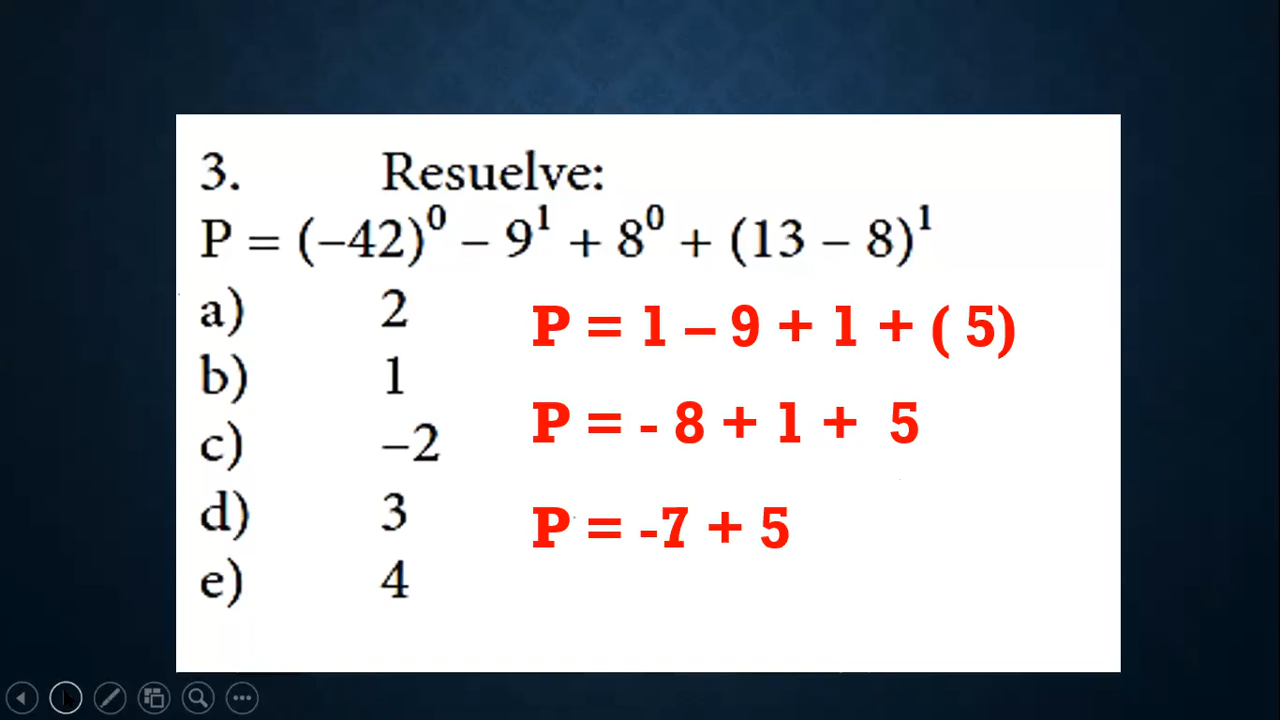 3. Resuelve:
P = (–42)⁰ – 9¹ + 8⁰ + (13 – 8)¹
a) 2
b) 1
c) –2
d) 3
e) 4
P = 1 – 9 + 1 + ( 5)
P = - 8 + 1 + 5
P = -7 + 5